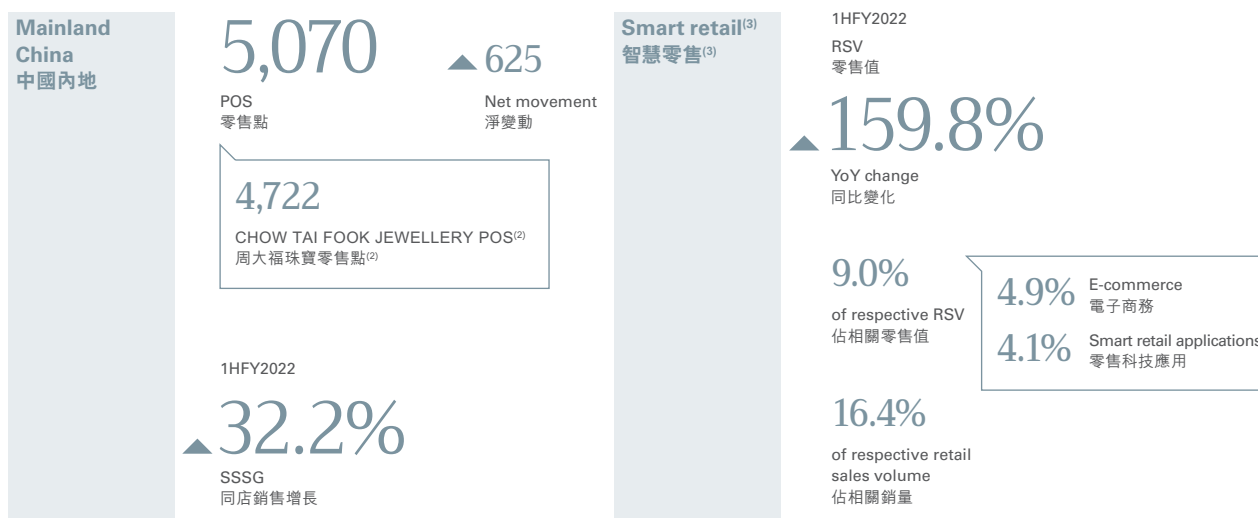 Mainland
China
中國內地
5,070
POS
零售點
▲ 625
Net movement
淨變動
4,722
CHOW TAI FOOK JEWELLERY POS(2)
周大福珠寶零售點(2)
1HFY2022
▲ 32.2%
SSSG
同店銷售增長
Smart retail(3)
智慧零售(3)
1HFY2022
RSV
零售值
▲ 159.8%
YoY change
同比變化
9.0%
of respective RSV
佔相關零售值
4.9%
E-commerce
電子商務
4.1%
Smart retail applications
零售科技應用
16.4%
of respective retail
sales volume
佔相關銷量